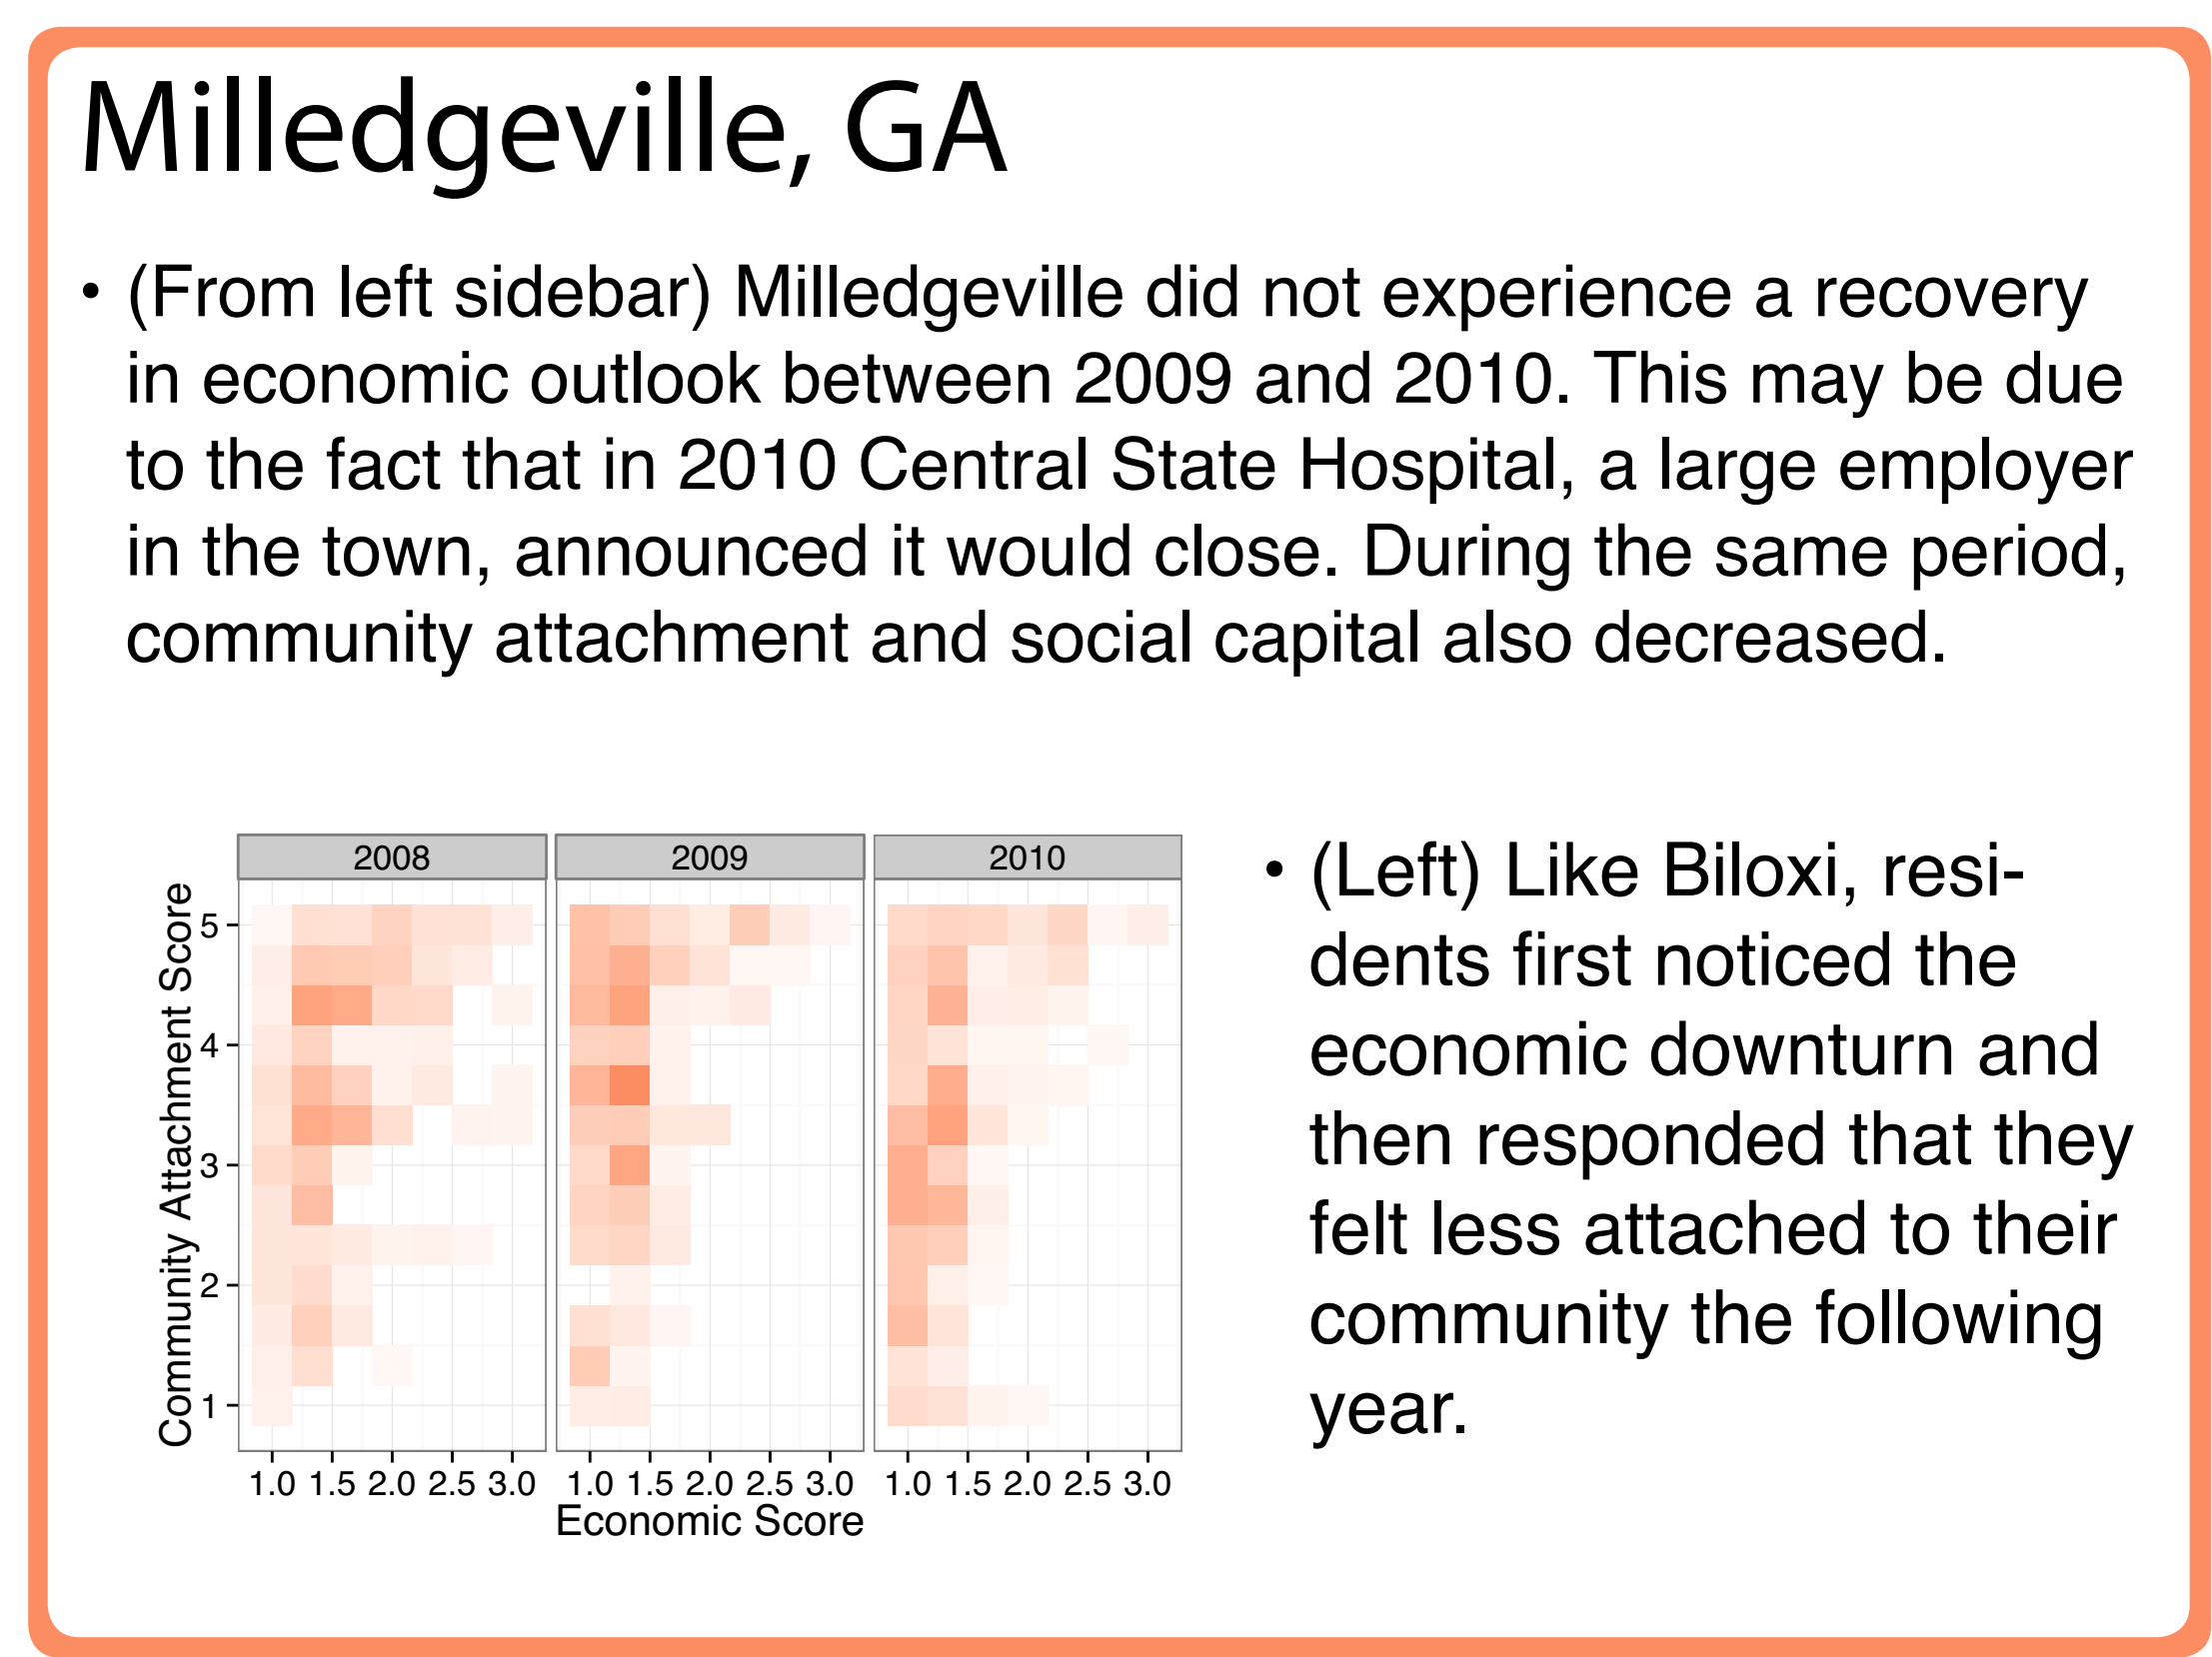 Milledgeville, GA
• (From left sidebar) Milledgeville did not experience a recovery
in economic outlook between 2009 and 2010. This may be due
to the fact that in 2010 Central State Hospital, a large employer
in the town, announced it would close. During the same period,
community attachment and social capital also decreased.
2008 2009 2010
Community Attachment Score
5
4
3
2
1
1.0 1.5 2.0 2.5 3.0 1.0 1.5 2.0 2.5 3.0 1.0 1.5 2.0 2.5 3.0
Economic Score
• (Left) Like Biloxi, resi-
dents first noticed the
economic downturn and
then responded that they
felt less attached to their
community the following
year.